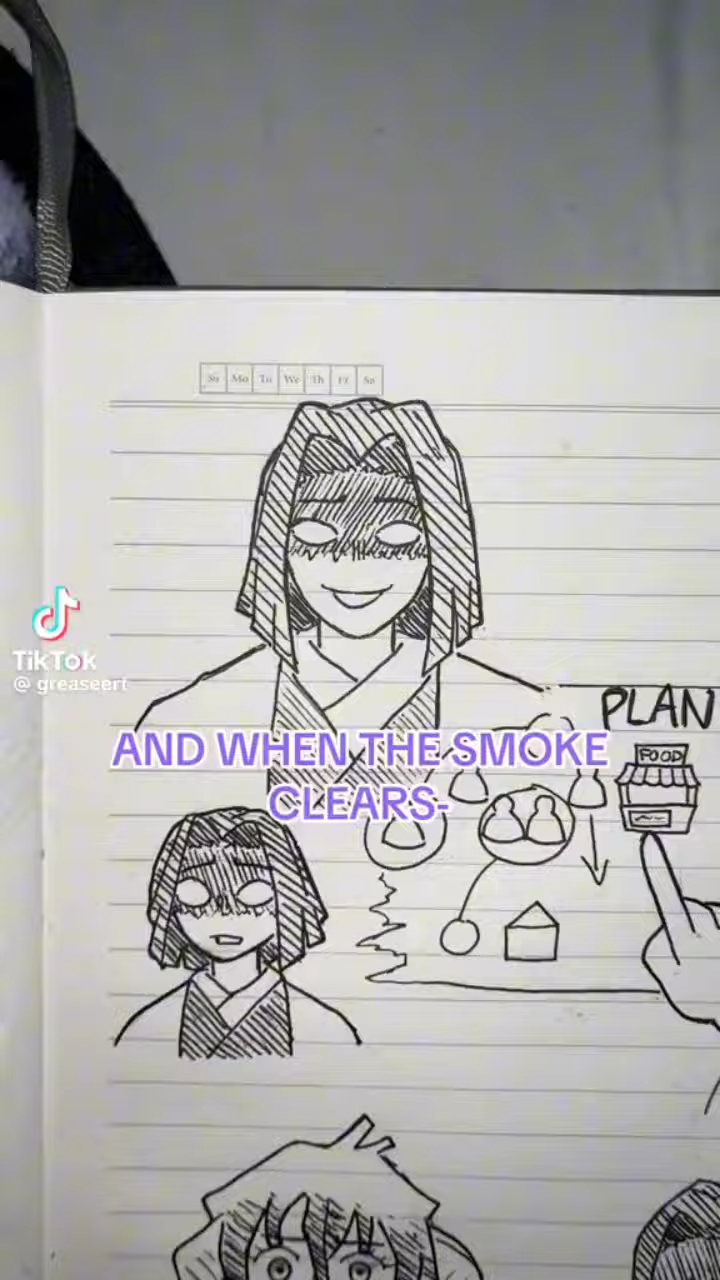 Su Mo Tu We Th Fr Sa
TikTok
@ greaseert
PLAN
FOOD
AND WHEN THE SMOKE
CLEARS-